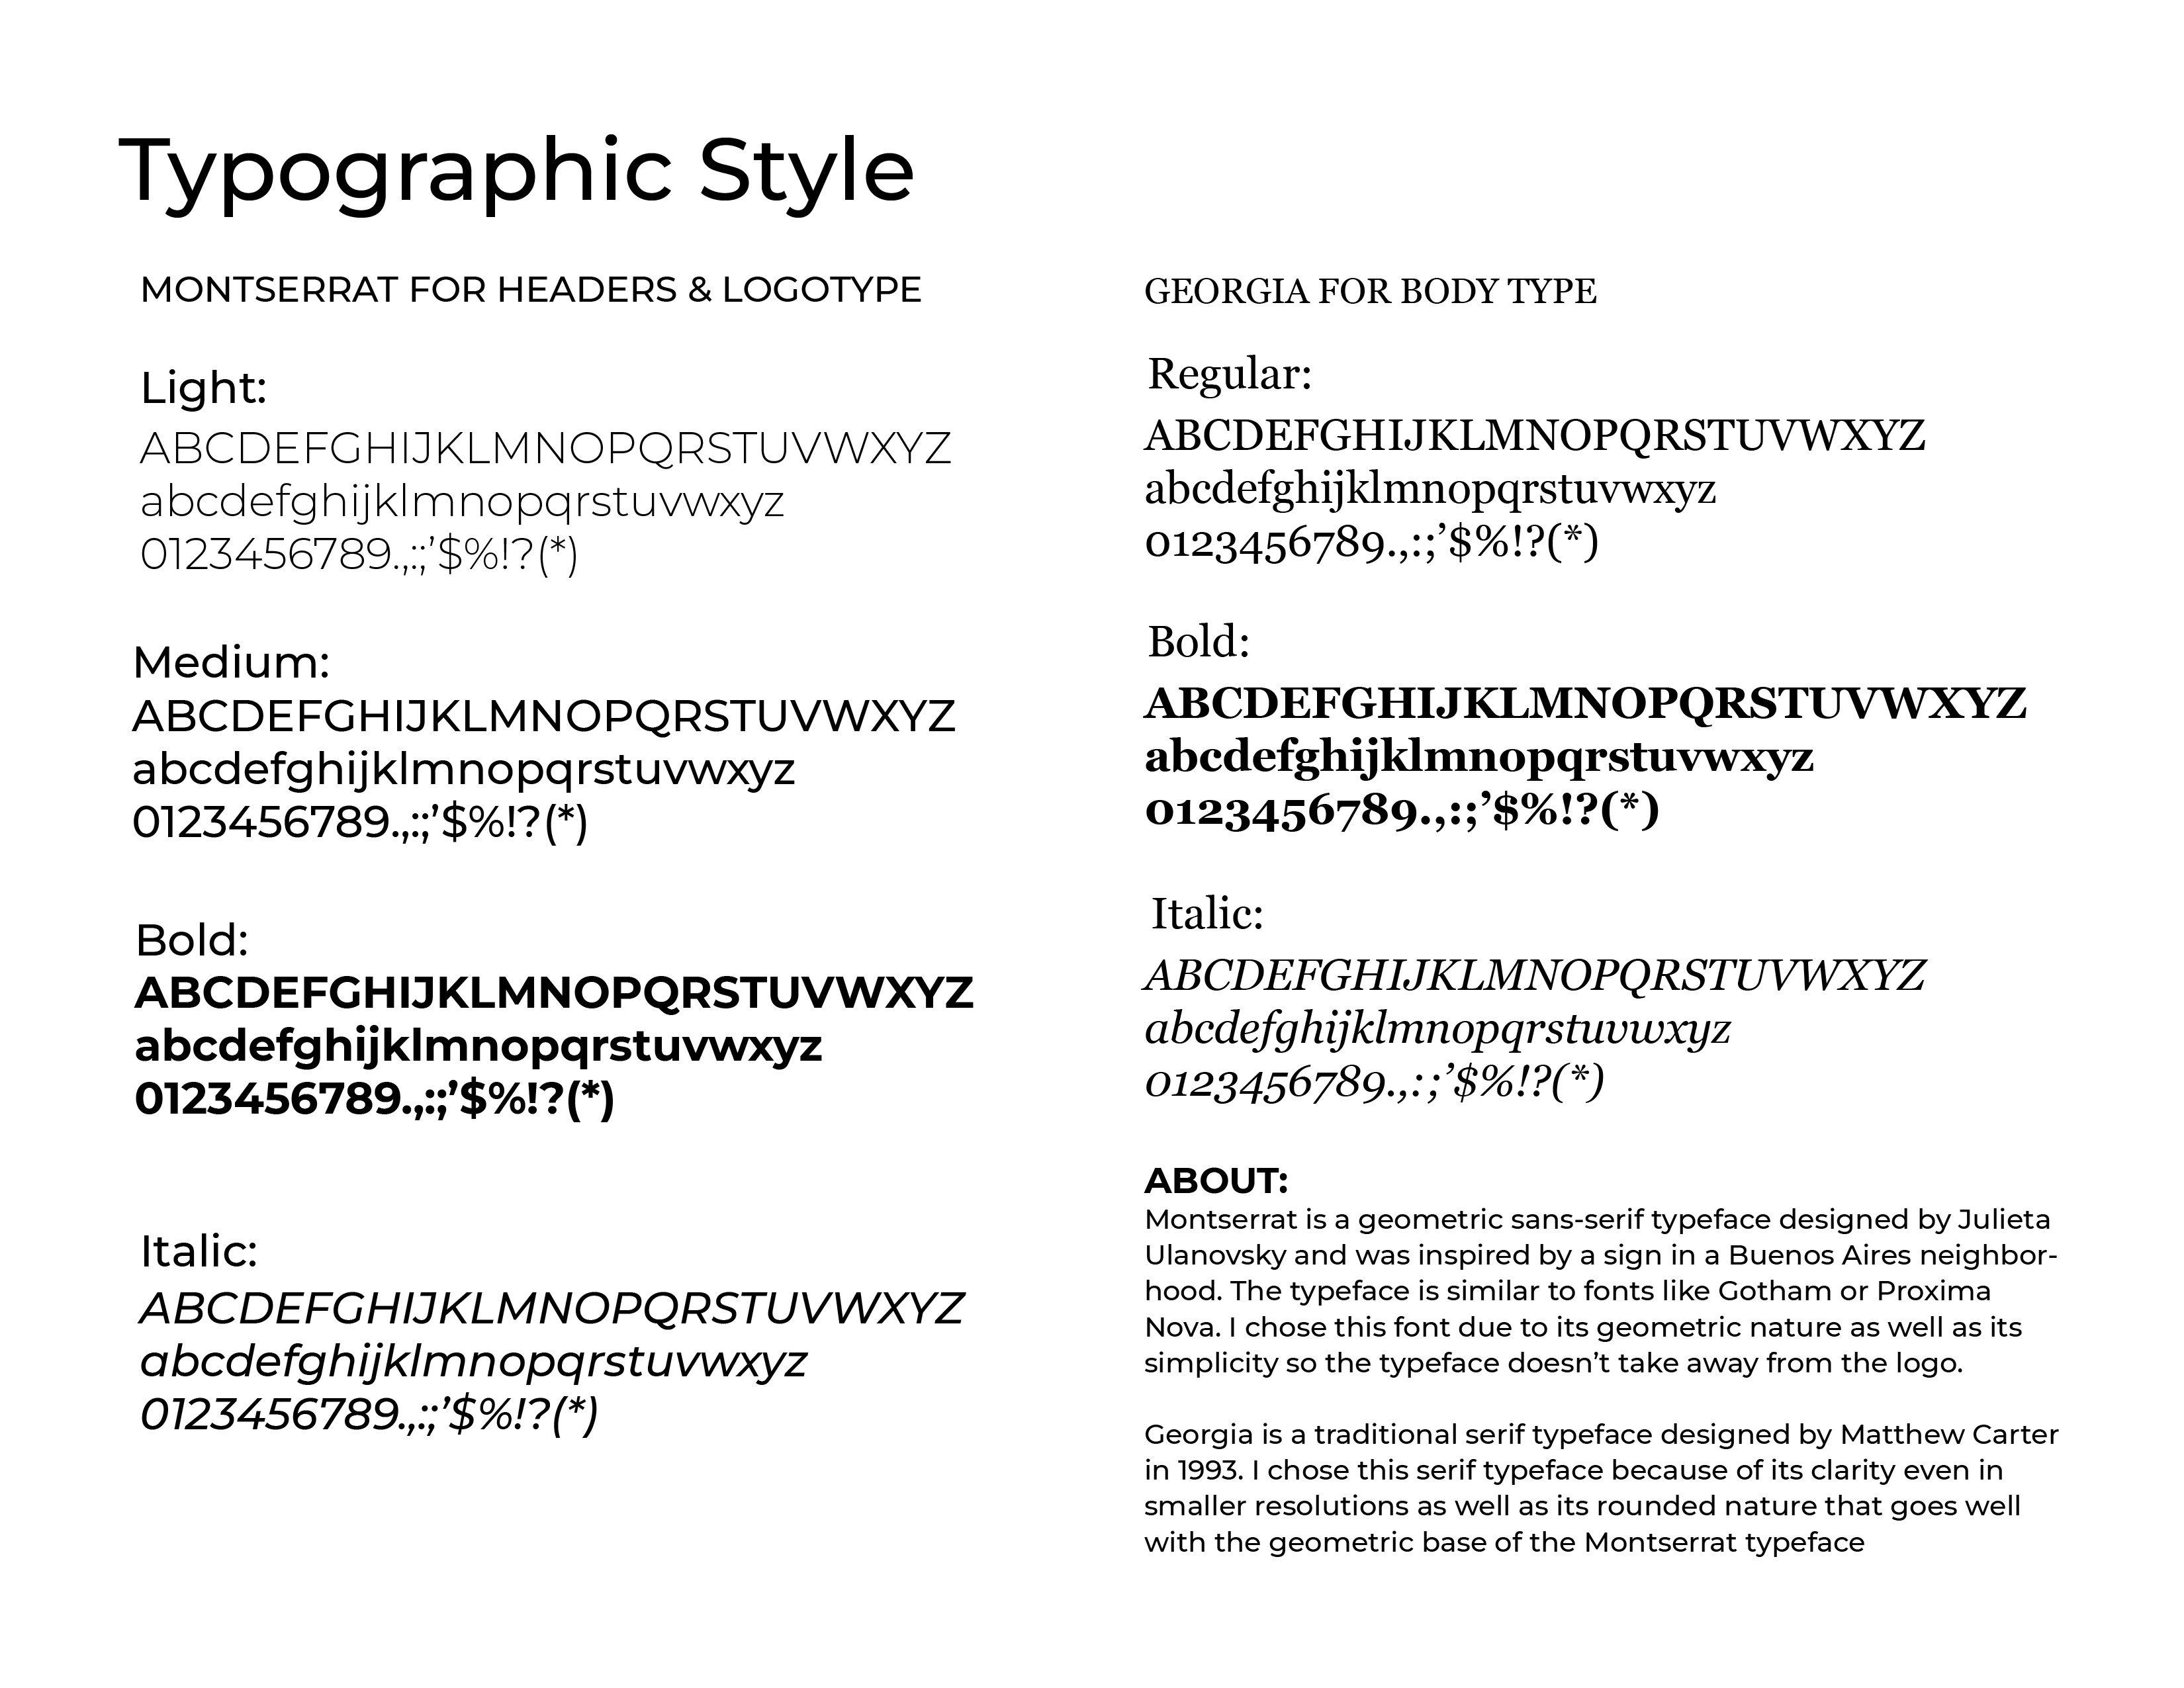 Typographic Style
MONTSERRAT FOR HEADERS & LOGOTYPE
Light:
ABCDEFGHIJKLMNOPQRSTUVWXYZ
abcdefghijklmnopqrstuvwxyz
0123456789.,:;’$%!?(*)
Medium:
ABCDEFGHIJKLMNOPQRSTUVWXYZ
abcdefghijklmnopqrstuvwxyz
0123456789.,:;’$%!?(*)
Bold:
ABCDEFGHIJKLMNOPQRSTUVWXYZ
abcdefghijklmnopqrstuvwxyz
0123456789.,:;’$%!?(*)
Italic:
ABCDEFGHIJKLMNOPQRSTUVWXYZ
abcdefghijklmnopqrstuvwxyz
0123456789.,:;’$%!?(*)
GEORGIA FOR BODY TYPE
Regular:
ABCDEFGHIJKLMNOPQRSTUVWXYZ
abcdefghijklmnopqrstuvwxyz
0123456789.,:;’$%!?(*)
Bold:
ABCDEFGHIJKLMNOPQRSTUVWXYZ
abcdefghijklmnopqrstuvwxyz
0123456789.,:;’$%!?(*)
Italic:
ABCDEFGHIJKLMNOPQRSTUVWXYZ
abcdefghijklmnopqrstuvwxyz
0123456789.,:;’$%!?(*)
ABOUT:
Montserrat is a geometric sans-serif typeface designed by Julieta
Ulanovsky and was inspired by a sign in a Buenos Aires neighbor-
hood. The typeface is similar to fonts like Gotham or Proxima
Nova. I chose this font due to its geometric nature as well as its
simplicity so the typeface doesn’t take away from the logo.
Georgia is a traditional serif typeface designed by Matthew Carter
in 1993. I chose this serif typeface because of its clarity even in
smaller resolutions as well as its rounded nature that goes well
with the geometric base of the Montserrat typeface